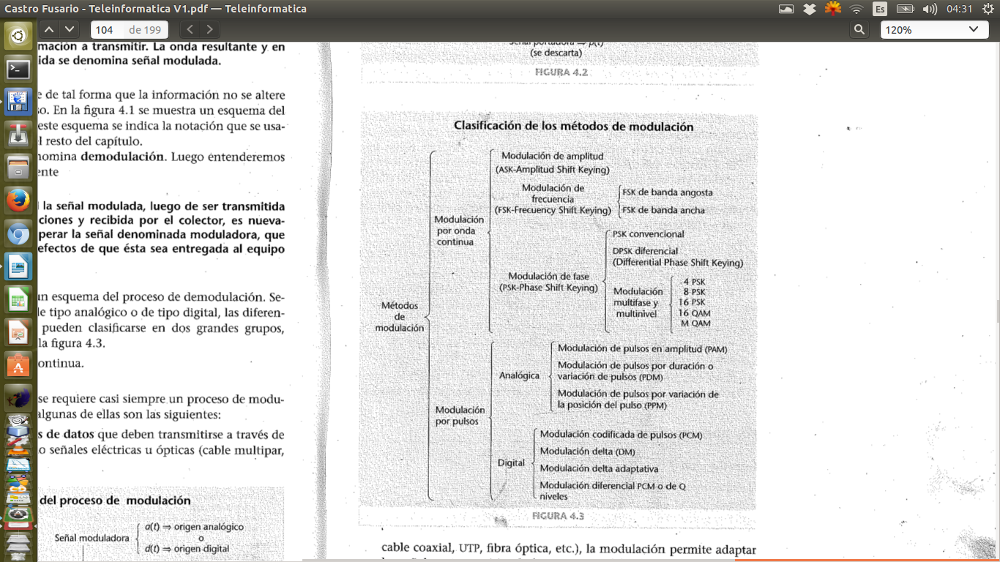 Castro Fusario - Teleinformatica V1.pdf — Teleinformatica
Es
04:31
104 de 199
120%
mación a transmitir. La onda resultante y en
ida se denomina señal modulada.
e de tal forma que la información no se altere
o. En la figura 4.1 se muestra un esquema del
este esquema se indica la notación que se usa-
l resto del capítulo.
nomina demodulación. Luego entenderemos
ente
l la señal modulada, luego de ser transmitida
ciones y recibida por el colector, es nueva-
perar la señal denominada moduladora, que
efectos de que ésta sea entregada al equipo
un esquema del proceso de demodulación. Se-
le tipo analógico o de tipo digital, las diferen-
pueden clasificarse en dos grandes grupos,
la figura 4.3.
ontinua.
se requiere casi siempre un proceso de modu-
algunas de ellas son las siguientes:
s de datos que deben transmitirse a través de
o señales eléctricas u ópticas (cable multipar,
del proceso de modulación
Señal moduladora
a(t) ⇒ origen analógico
o
d(t) ⇒ origen digital
señal portadora ⇒ p(t)
(se descarta)
FIGURA 4.2
Clasificación de los métodos de modulación
Métodos
de
modulación
Modulación
por onda
continua
Modulación de amplitud
(ASK-Amplitud Shift Keying)
Modulación de
frecuencia
(FSK-Frecuency Shift Keying)
FSK de banda angosta
FSK de banda ancha
Modulación de fase
(PSK-Phase Shift Keying)
PSK convencional
DPSK diferencial
(Differential Phase Shift Keying)
Modulación
multifase y
multinivel
4 PSK
8 PSK
16 PSK
16 QAM
M QAM
Modulación
por pulsos
Analógica
Modulación de pulsos en amplitud (PAM)
Modulación de pulsos por duración o
variación de pulsos (PDM)
Modulación de pulsos por variación de
la posición del pulso (PPM)
Digital
Modulación codificada de pulsos (PCM)
Modulación delta (DM)
Modulación delta adaptativa
Modulación diferencial PCM o de Q
niveles
FIGURA 4.3
cable coaxial, UTP, fibra óptica, etc.), la modulación permite adaptar